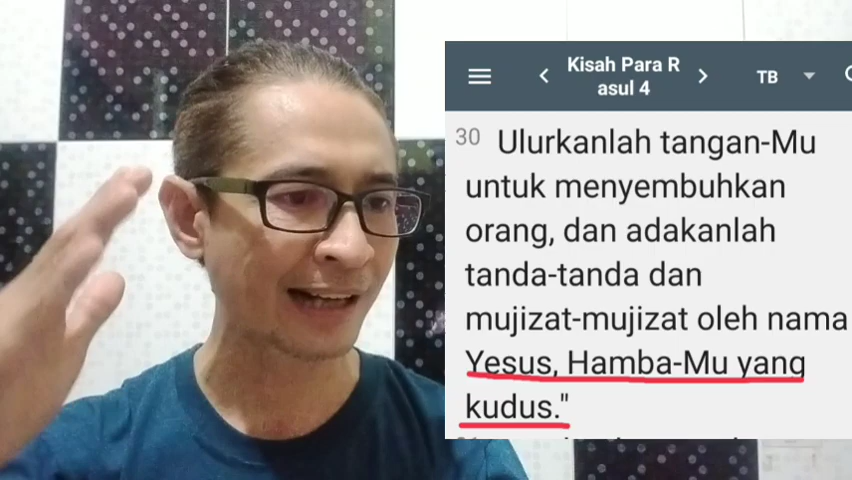 Kisah Para R
asul 4
TB
30 Ulurkanlah tangan-Mu
untuk menyembuhkan
orang, dan adakanlah
tanda-tanda dan
mujizat-mujizat oleh nama
Yesus, Hamba-Mu yang
kudus."